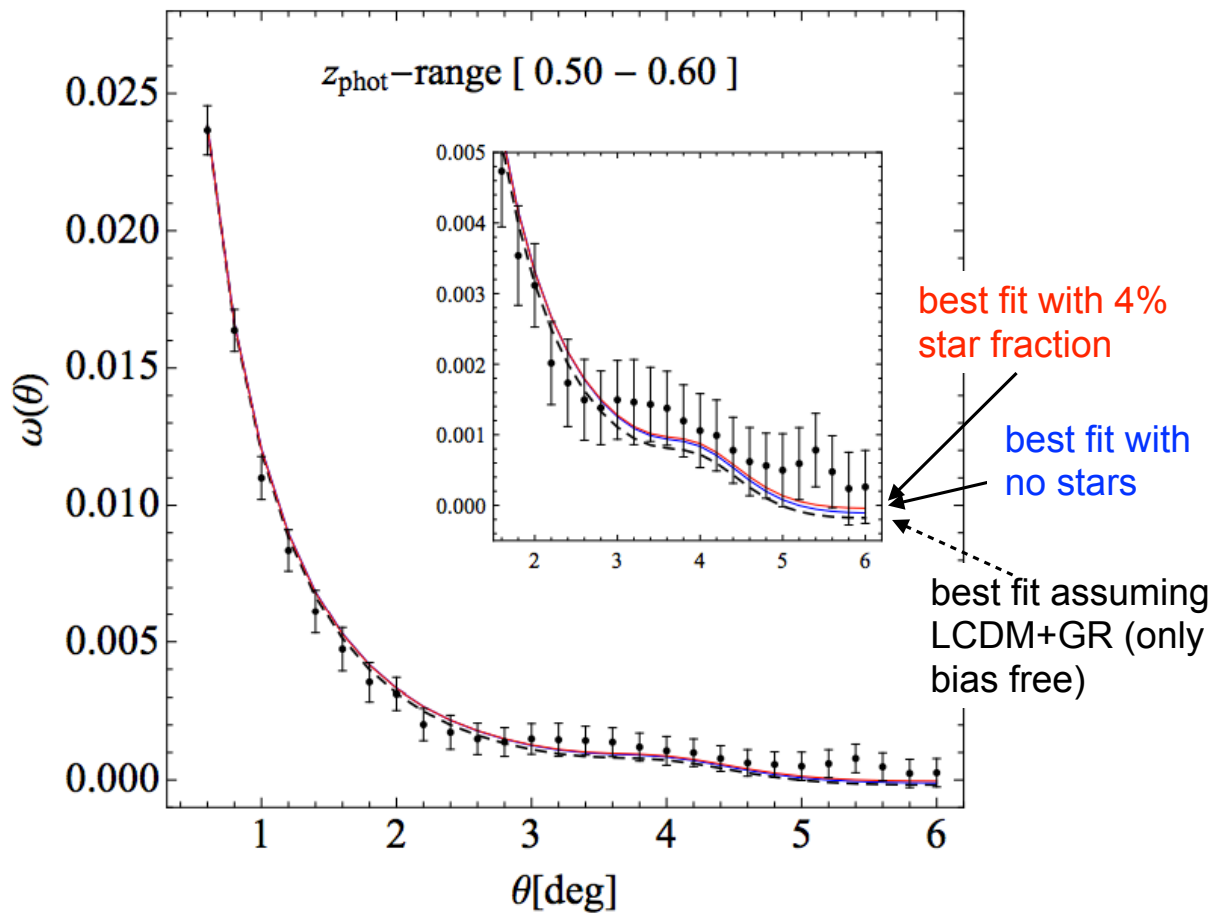 z_phot−range [ 0.50 − 0.60 ]
0.025
0.020
0.015
0.010
0.005
0.000
ω(θ)
1
2
3
4
5
6
θ[deg]
0.005
0.004
0.003
0.002
0.001
0.000
2
3
4
5
6
best fit with 4%
star fraction
best fit with
no stars
best fit assuming
LCDM+GR (only
bias free)